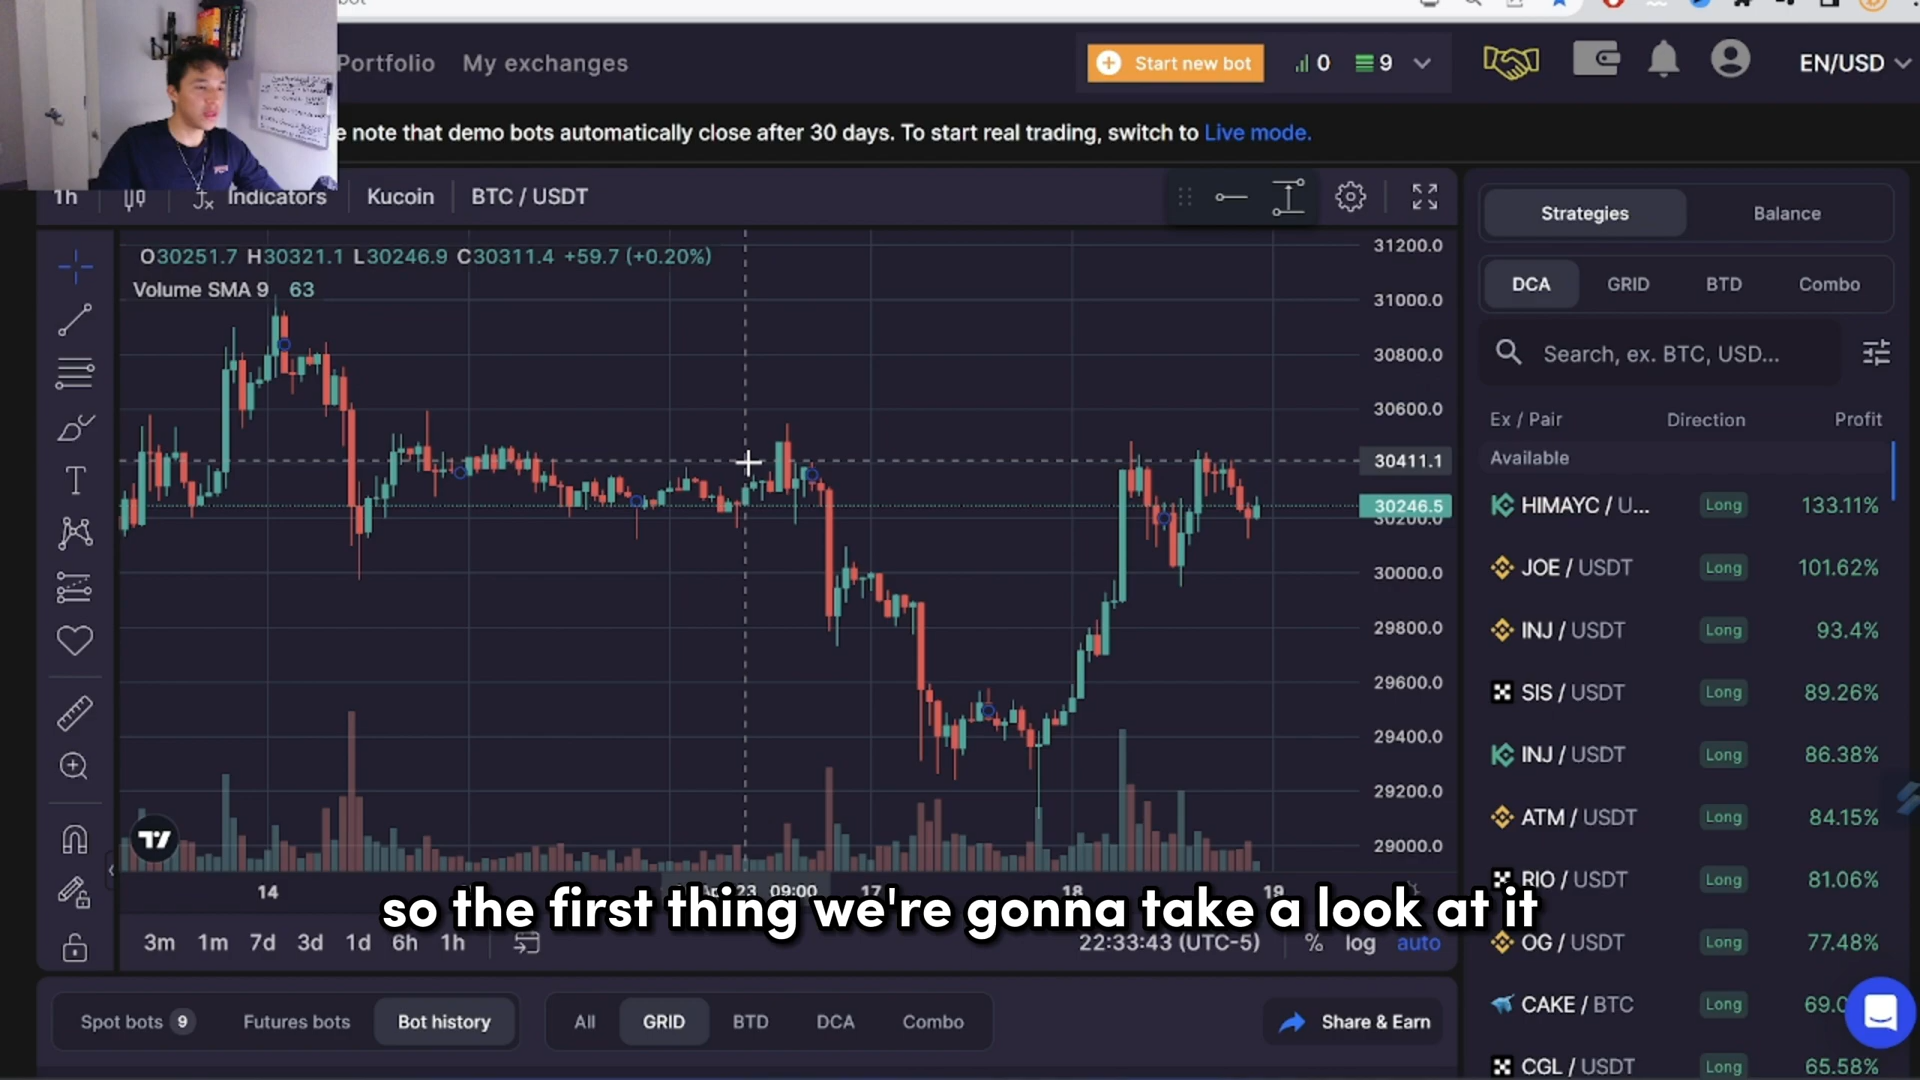 Portfolio
My exchanges
Start new bot
0
9
EN/USD
e note that demo bots automatically close after 30 days. To start real trading, switch to Live mode.
1h
Indicators
Kucoin
BTC / USDT
Strategies
Balance
O30251.7 H30321.1 L30246.9 C30311.4 +59.7 (+0.20%)
Volume SMA 9 63
31200.0
31000.0
30800.0
30600.0
30411.1
30246.5
30200.0
30000.0
29800.0
29600.0
29400.0
29200.0
29000.0
DCA
GRID
BTD
Combo
Search, ex. BTC, USD...
Ex / Pair
Direction
Profit
Available
HIMAYC / U... Long 133.11%
JOE / USDT Long 101.62%
INJ / USDT Long 93.4%
SIS / USDT Long 89.26%
INJ / USDT Long 86.38%
ATM / USDT Long 84.15%
RIO / USDT Long 81.06%
OG / USDT Long 77.48%
CAKE / BTC Long 69.0
CGL / USDT Long 65.58%
14
23 09:00
17
18
19
so the first thing we're gonna take a look at it
3m 1m 7d 3d 1d 6h 1h
22:33:43 (UTC-5)
% log auto
Spot bots 9
Futures bots
Bot history
All
GRID
BTD
DCA
Combo
Share & Earn